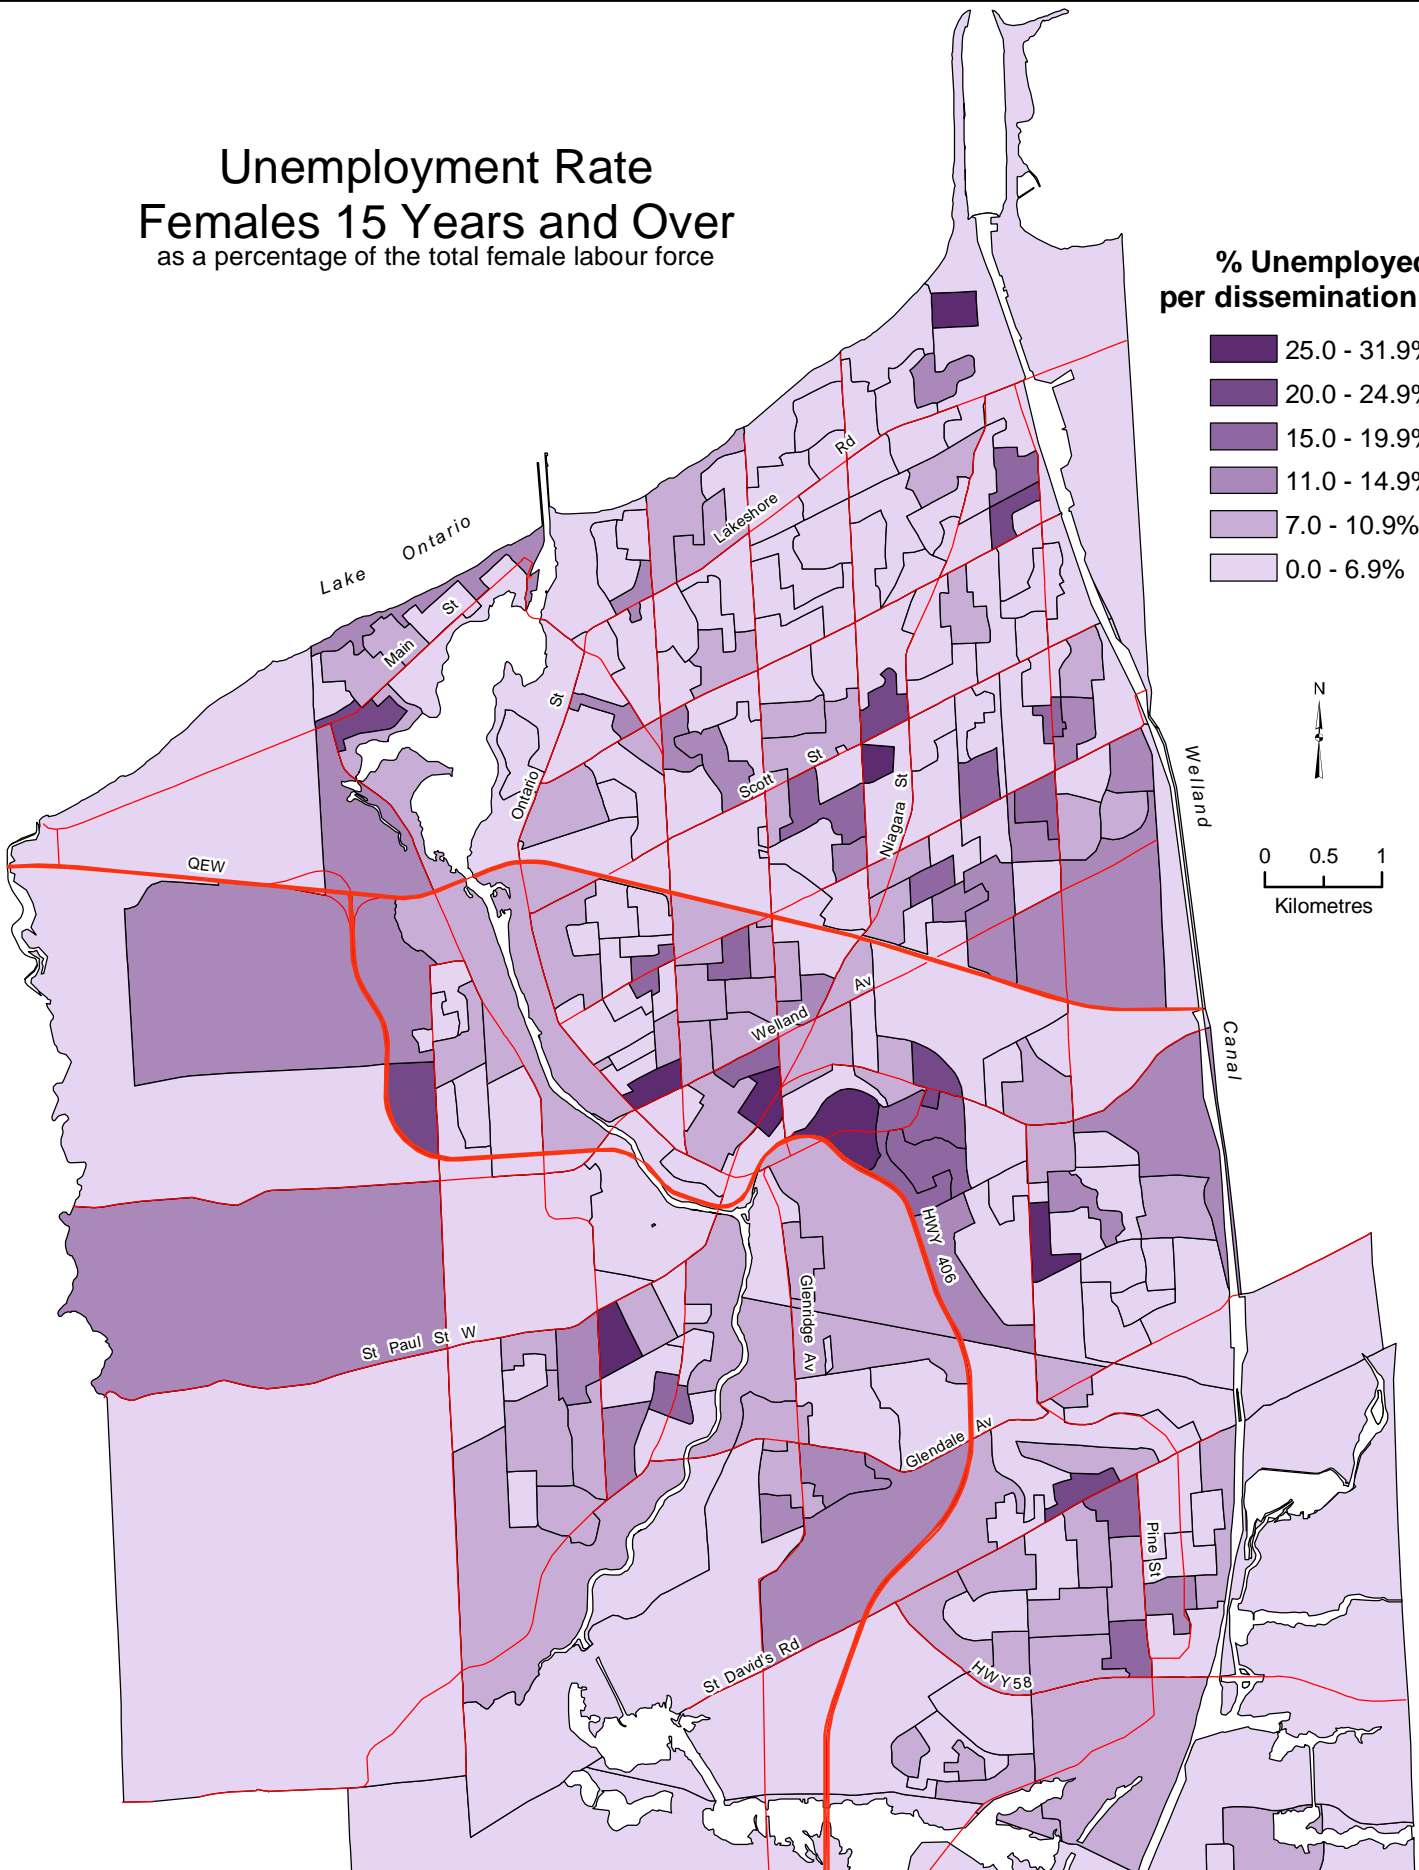 Unemployment Rate
Females 15 Years and Over
as a percentage of the total female labour force
% Unemployed
per dissemination
25.0 - 31.9%
20.0 - 24.9%
15.0 - 19.9%
11.0 - 14.9%
7.0 - 10.9%
0.0 - 6.9%
N
0 0.5 1
Kilometres
Lake Ontario
Main St
Lakeshore Rd
Ontario St
Scott St
Niagara St
QEW
Welland Av
Welland Canal
HWY 406
Glenridge Av
St Paul St W
Glendale Av
Pine St
St David's Rd
HWY58